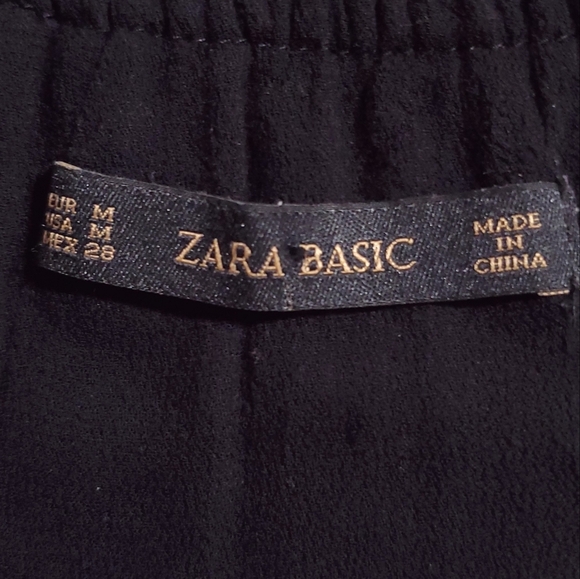 EUR M
USA M
MEX 28
ZARA BASIC
MADE
IN
CHINA